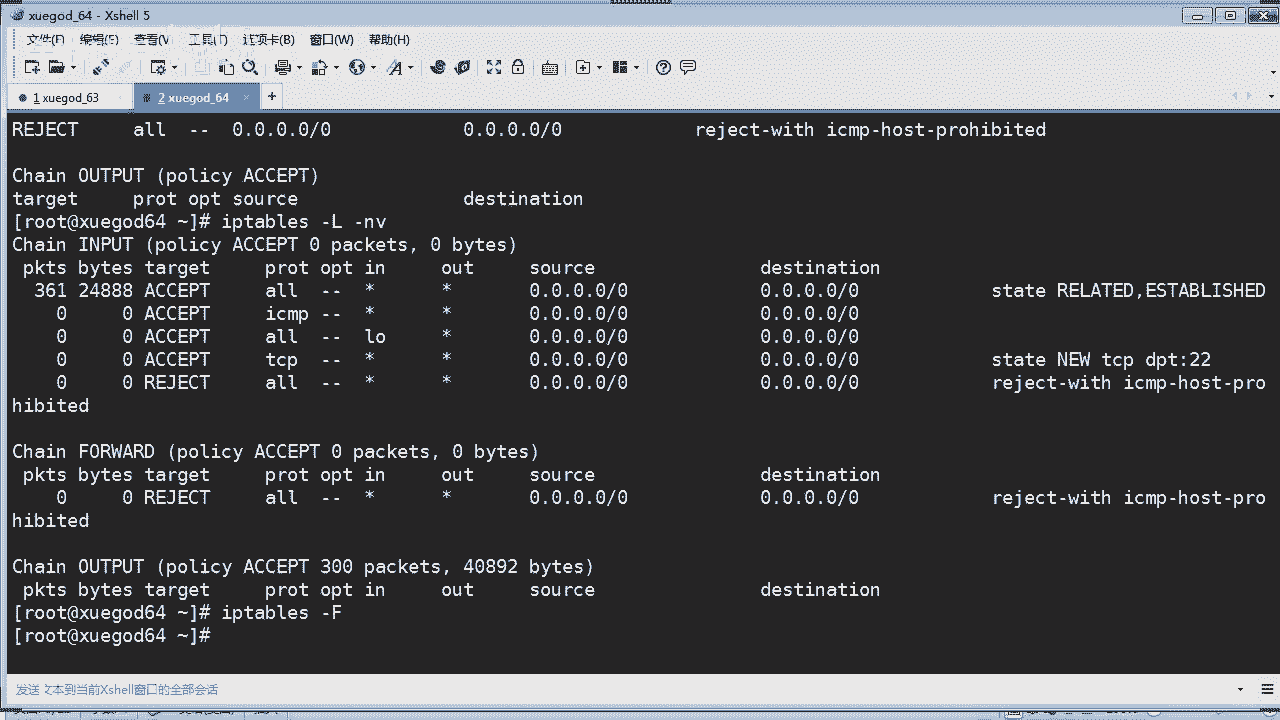 xuegod_64 - Xshell 5
文件(F) 编辑(E) 查看(V) 工具(T) 选项卡(B) 窗口(W) 帮助(H)
1 xuegod_63 2 xuegod_64 × +
REJECT all -- 0.0.0.0/0 0.0.0.0/0 reject-with icmp-host-prohibited
Chain OUTPUT (policy ACCEPT)
target prot opt source destination
[root@xuegod64 ~]# iptables -L -nv
Chain INPUT (policy ACCEPT 0 packets, 0 bytes)
pkts bytes target prot opt in out source destination
361 24888 ACCEPT all -- * * 0.0.0.0/0 0.0.0.0/0 state RELATED,ESTABLISHED
0 0 ACCEPT icmp -- * * 0.0.0.0/0 0.0.0.0/0
0 0 ACCEPT all -- lo * 0.0.0.0/0 0.0.0.0/0
0 0 ACCEPT tcp -- * * 0.0.0.0/0 0.0.0.0/0 state NEW tcp dpt:22
0 0 REJECT all -- * * 0.0.0.0/0 0.0.0.0/0 reject-with icmp-host-pro
hibited
Chain FORWARD (policy ACCEPT 0 packets, 0 bytes)
pkts bytes target prot opt in out source destination
0 0 REJECT all -- * * 0.0.0.0/0 0.0.0.0/0 reject-with icmp-host-pro
hibited
Chain OUTPUT (policy ACCEPT 300 packets, 40892 bytes)
pkts bytes target prot opt in out source destination
[root@xuegod64 ~]# iptables -F
[root@xuegod64 ~]#
发送文本到当前Xshell窗口的全部会话